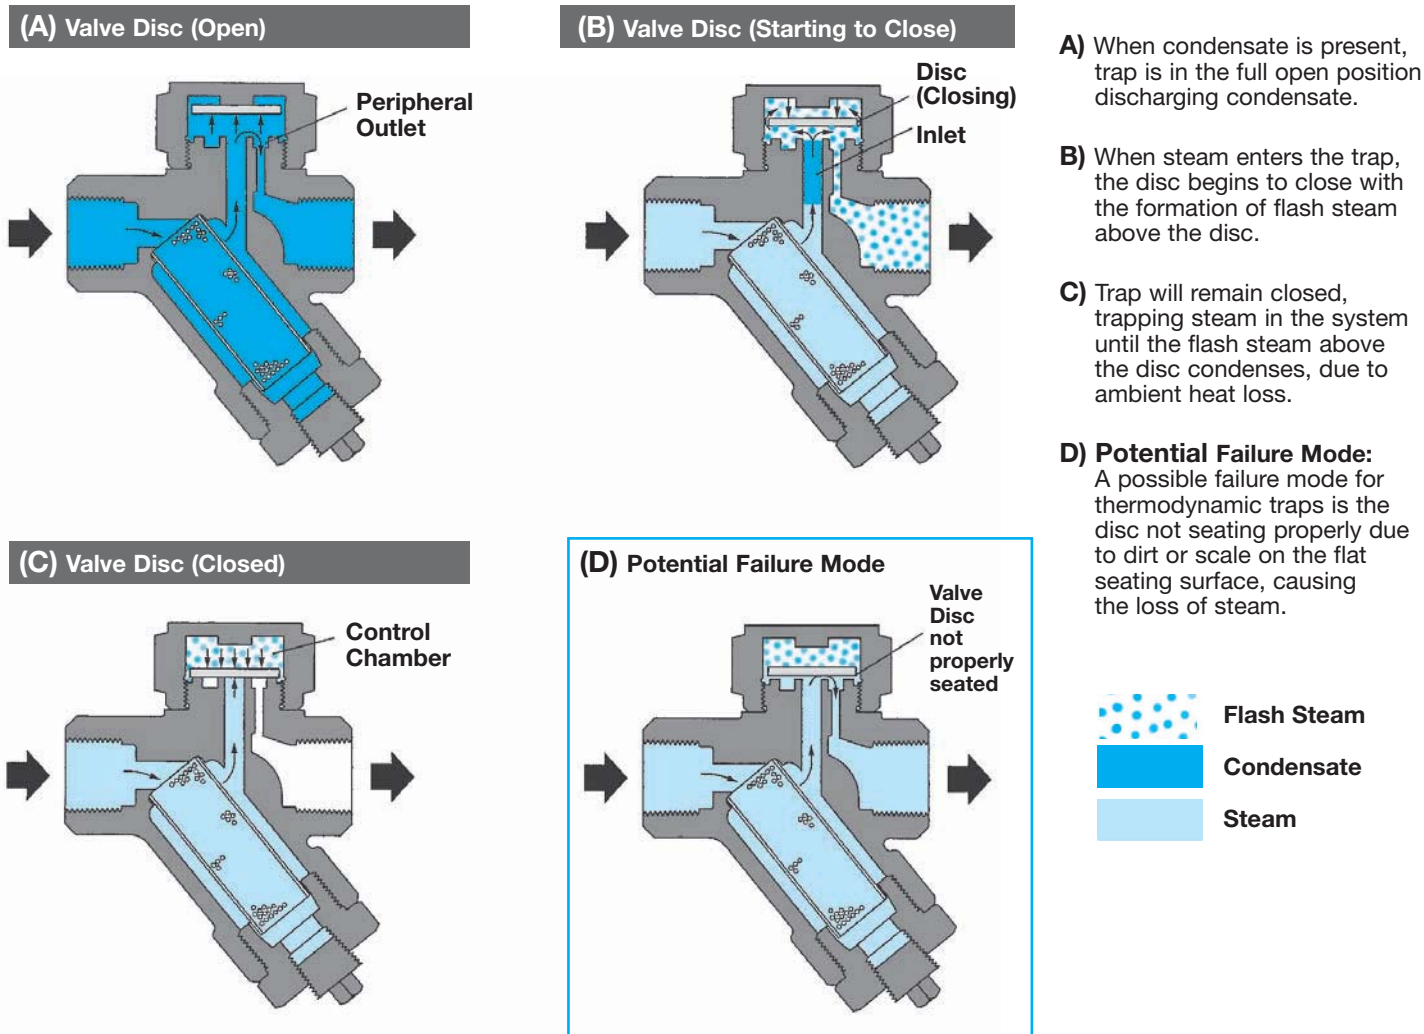 (A) Valve Disc (Open)
Peripheral
Outlet
(B) Valve Disc (Starting to Close)
Disc
(Closing)
Inlet
(C) Valve Disc (Closed)
Control
Chamber
(D) Potential Failure Mode
Valve
Disc
not
properly
seated
A) When condensate is present,
trap is in the full open position
discharging condensate.
B) When steam enters the trap,
the disc begins to close with
the formation of flash steam
above the disc.
C) Trap will remain closed,
trapping steam in the system
until the flash steam above
the disc condenses, due to
ambient heat loss.
D) Potential Failure Mode:
A possible failure mode for
thermodynamic traps is the
disc not seating properly due
to dirt or scale on the flat
seating surface, causing
the loss of steam.
Flash Steam
Condensate
Steam